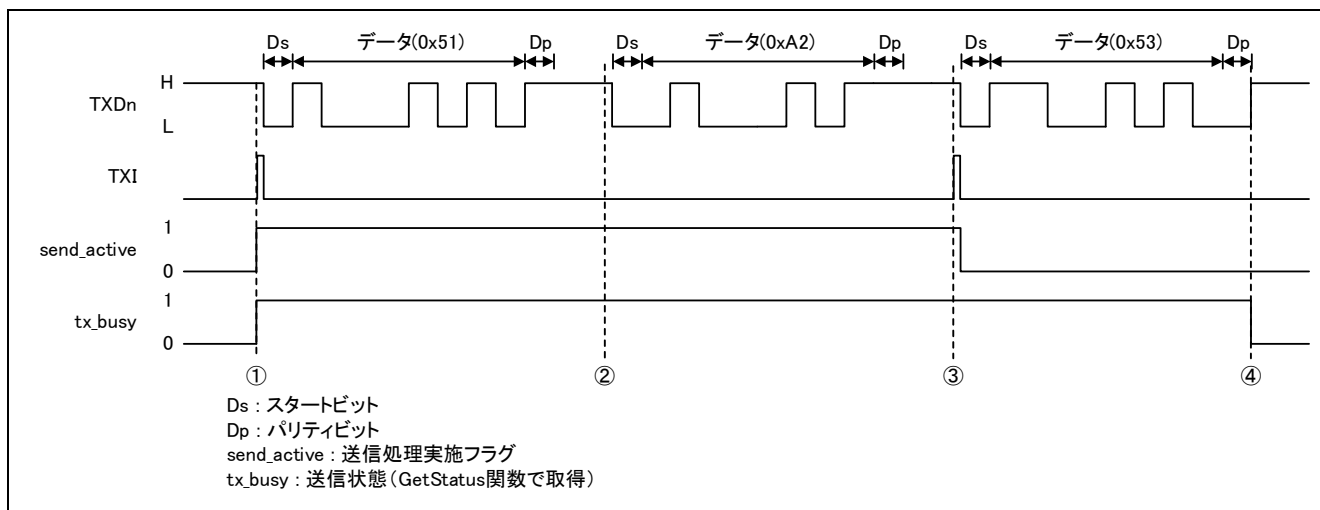 Ds データ(0x51) Dp Ds データ(0xA2) Dp Ds データ(0x53) Dp
H
TXDn
L
TXI
1
send_active
0
1
tx_busy
0
① ② ③ ④
Ds : スタートビット
Dp : パリティビット
send_active : 送信処理実施フラグ
tx_busy : 送信状態(GetStatus関数で取得)